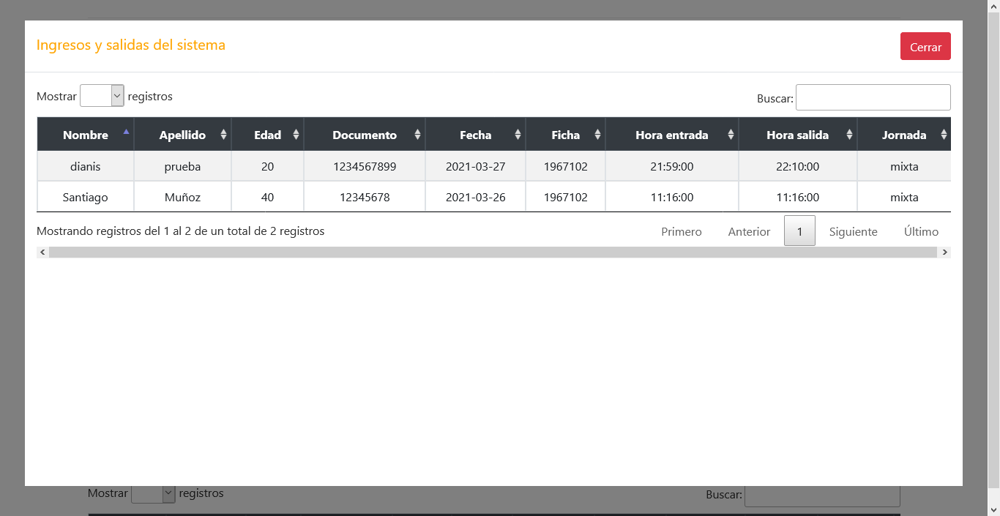 Ingresos y salidas del sistema
Cerrar
Mostrar registros
Buscar:
Nombre Apellido Edad Documento Fecha Ficha Hora entrada Hora salida Jornada
dianis prueba 20 1234567899 2021-03-27 1967102 21:59:00 22:10:00 mixta
Santiago Muñoz 40 12345678 2021-03-26 1967102 11:16:00 11:16:00 mixta
Mostrando registros del 1 al 2 de un total de 2 registros
Primero Anterior 1 Siguiente Último
Mostrar registros
Buscar: